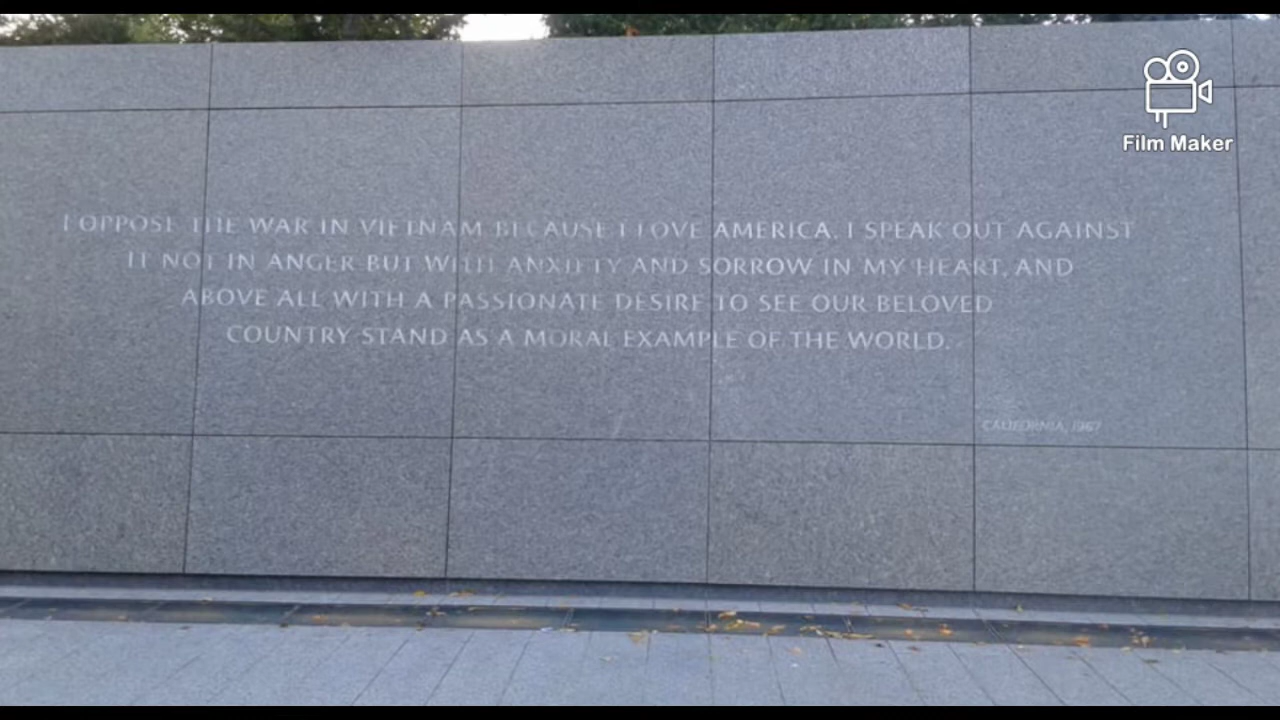 Film Maker
I OPPOSE THE WAR IN VIETNAM BECAUSE I LOVE AMERICA. I SPEAK OUT AGAINST
IT NOT IN ANGER BUT WITH ANXIETY AND SORROW IN MY HEART, AND
ABOVE ALL WITH A PASSIONATE DESIRE TO SEE OUR BELOVED
COUNTRY STAND AS A MORAL EXAMPLE OF THE WORLD.
CALIFORNIA, 1967